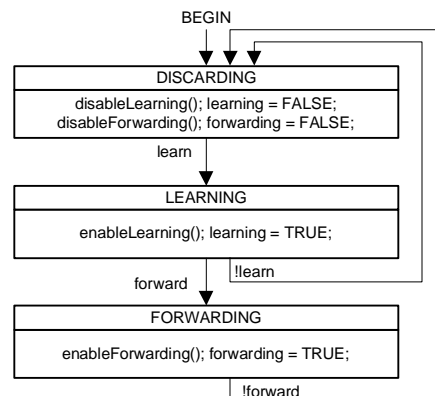 BEGIN
DISCARDING
disableLearning(); learning = FALSE;
disableForwarding(); forwarding = FALSE;
learn
LEARNING
enableLearning(); learning = TRUE;
!learn
forward
FORWARDING
enableForwarding(); forwarding = TRUE;
!forward